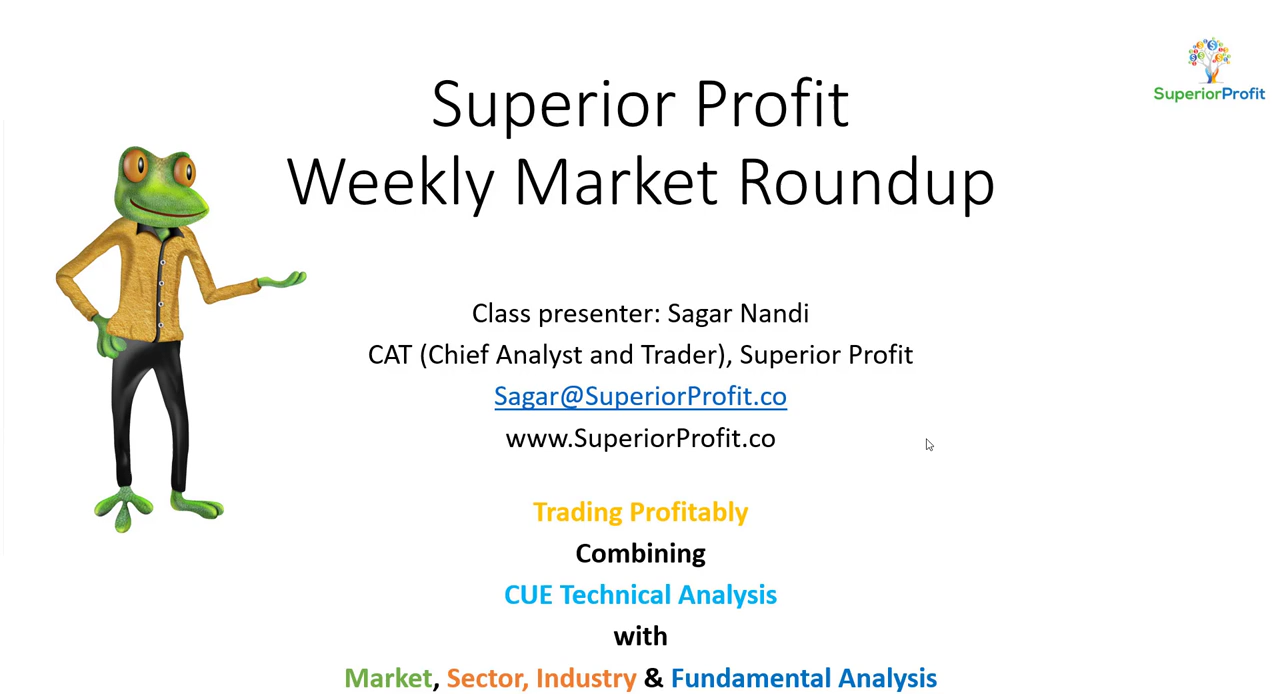 SuperiorProfit
Superior Profit
Weekly Market Roundup
Class presenter: Sagar Nandi
CAT (Chief Analyst and Trader), Superior Profit
Sagar@SuperiorProfit.co
www.SuperiorProfit.co
Trading Profitably
Combining
CUE Technical Analysis
with
Market, Sector, Industry & Fundamental Analysis